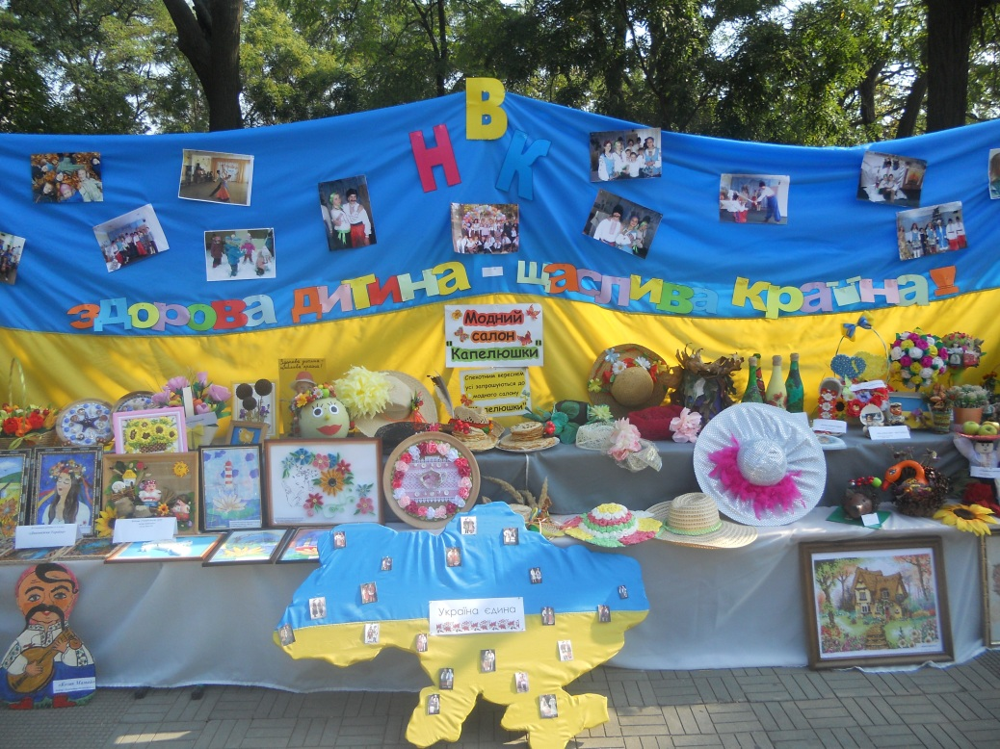 НВК
здорова дитина - щаслива країна!
Модний
салон
"Капелюшки"
Спекотним вереснем
усі запрошуються до
модного салону
"Капелюшки"
Україна єдина